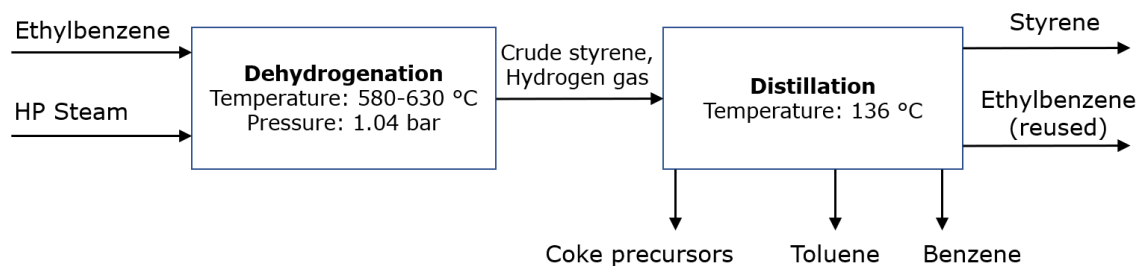 Ethylbenzene
HP Steam
Dehydrogenation
Temperature: 580-630 °C
Pressure: 1.04 bar
Crude styrene,
Hydrogen gas
Distillation
Temperature: 136 °C
Styrene
Ethylbenzene
(reused)
Coke precursors
Toluene
Benzene